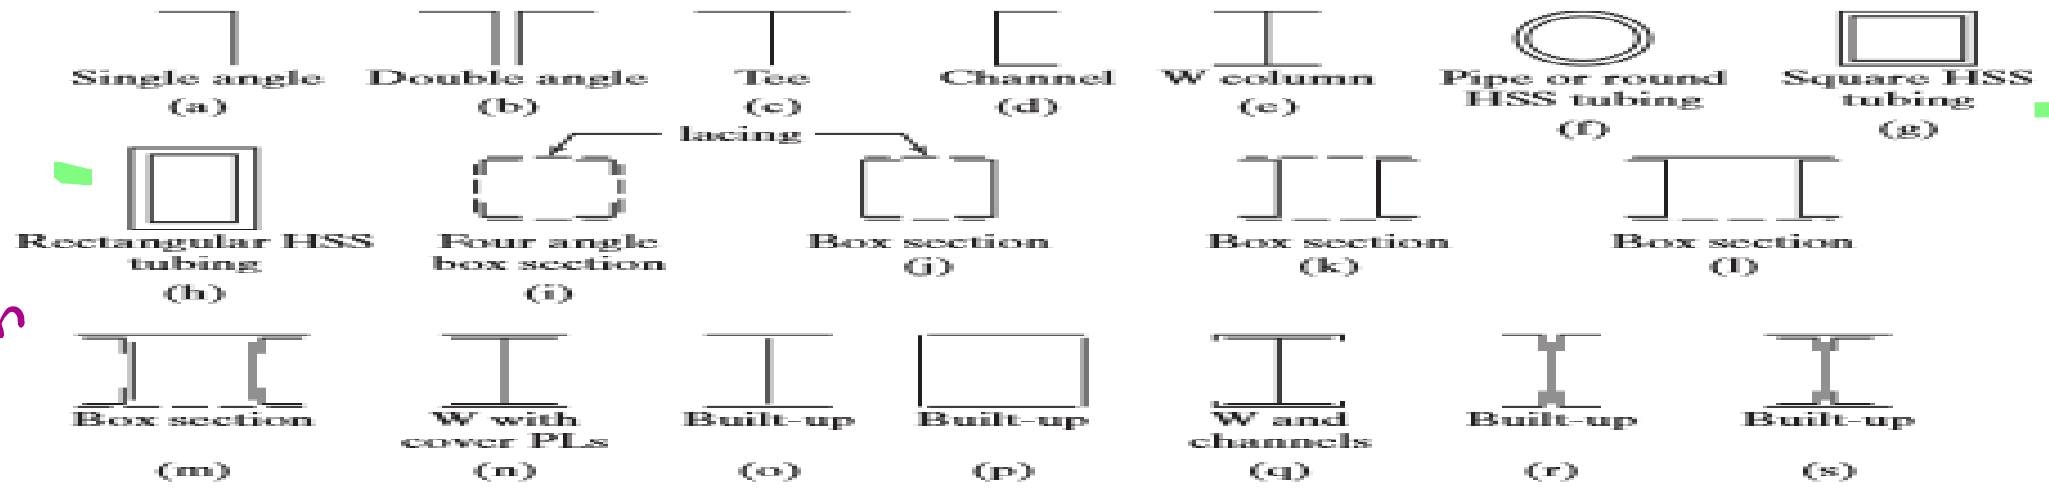 Single angle
(a)
Double angle
(b)
Tee
(c)
Channel
(d)
W column
(e)
Pipe or round
HSS tubing
(f)
Square HSS
tubing
(g)
lacing
Rectangular HSS
tubing
(h)
Four angle
box section
(i)
Box section
(j)
Box section
(k)
Box section
(l)
Box section
(m)
W with
cover PLs
(n)
Built-up
(o)
Built-up
(p)
W and
channels
(q)
Built-up
(r)
Built-up
(s)